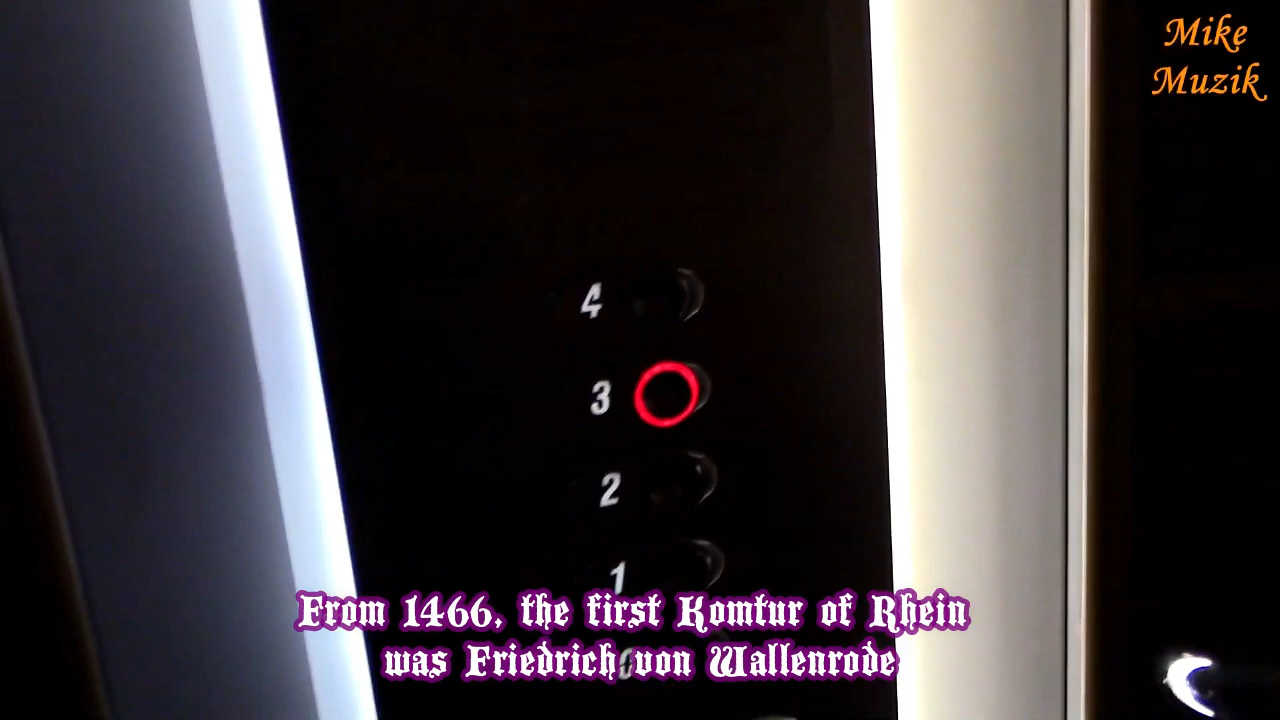 Mike
Muzik
4
3
2
1
From 1466, the first Komtur of Rhein
was Friedrich von Wallenrode